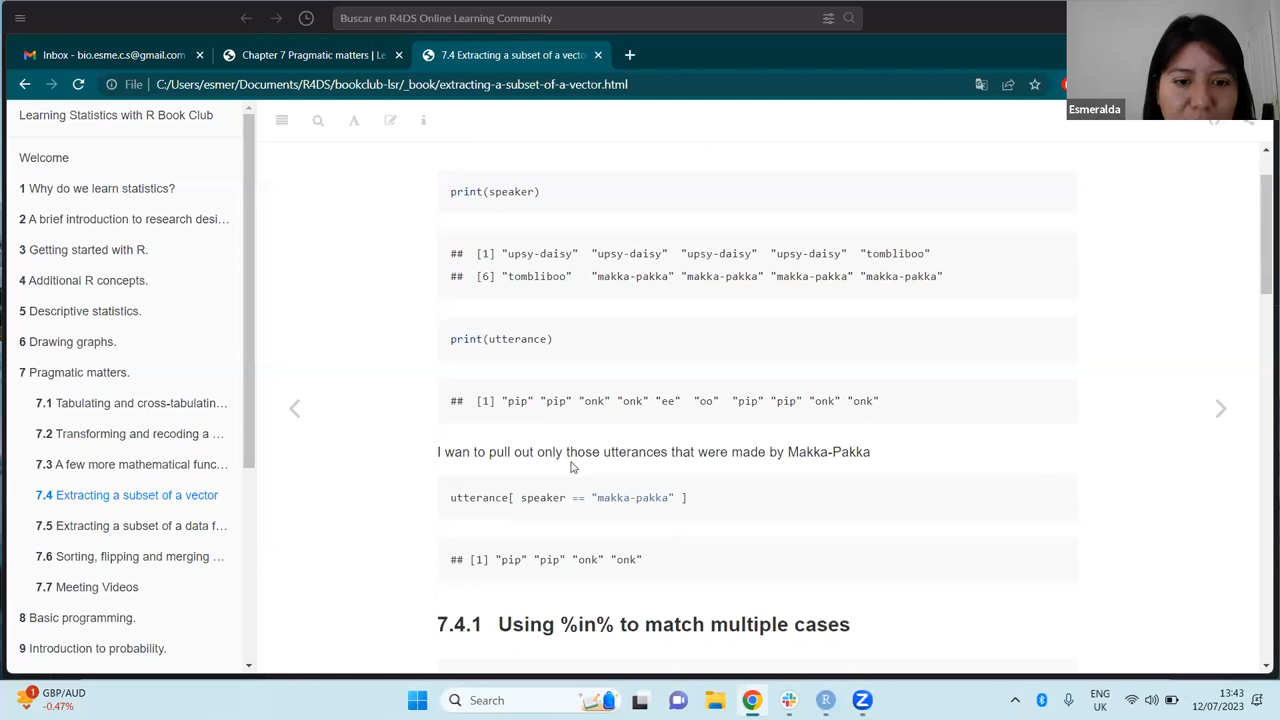 Buscar en R4DS Online Learning Community
Inbox - bio.esme.c.s@gmail.com
Chapter 7 Pragmatic matters | Le
7.4 Extracting a subset of a vecto
File
C:/Users/esmer/Documents/R4DS/bookclub-lsr/_book/extracting-a-subset-of-a-vector.html
Esmeralda
Learning Statistics with R Book Club
Welcome
1 Why do we learn statistics?
2 A brief introduction to research desi...
3 Getting started with R.
4 Additional R concepts.
5 Descriptive statistics.
6 Drawing graphs.
7 Pragmatic matters.
7.1 Tabulating and cross-tabulatin...
7.2 Transforming and recoding a ...
7.3 A few more mathematical func...
7.4 Extracting a subset of a vector
7.5 Extracting a subset of a data f...
7.6 Sorting, flipping and merging ...
7.7 Meeting Videos
8 Basic programming.
9 Introduction to probability.
print(speaker)
## [1] "upsy-daisy" "upsy-daisy" "upsy-daisy" "upsy-daisy" "tombliboo"
## [6] "tombliboo" "makka-pakka" "makka-pakka" "makka-pakka" "makka-pakka"
print(utterance)
## [1] "pip" "pip" "onk" "onk" "ee" "oo" "pip" "pip" "onk" "onk"
I wan to pull out only those utterances that were made by Makka-Pakka
utterance[ speaker == "makka-pakka" ]
## [1] "pip" "pip" "onk" "onk"
7.4.1 Using %in% to match multiple cases
1
GBP/AUD
-0.47%
Search
ENG
UK
13:43
12/07/2023